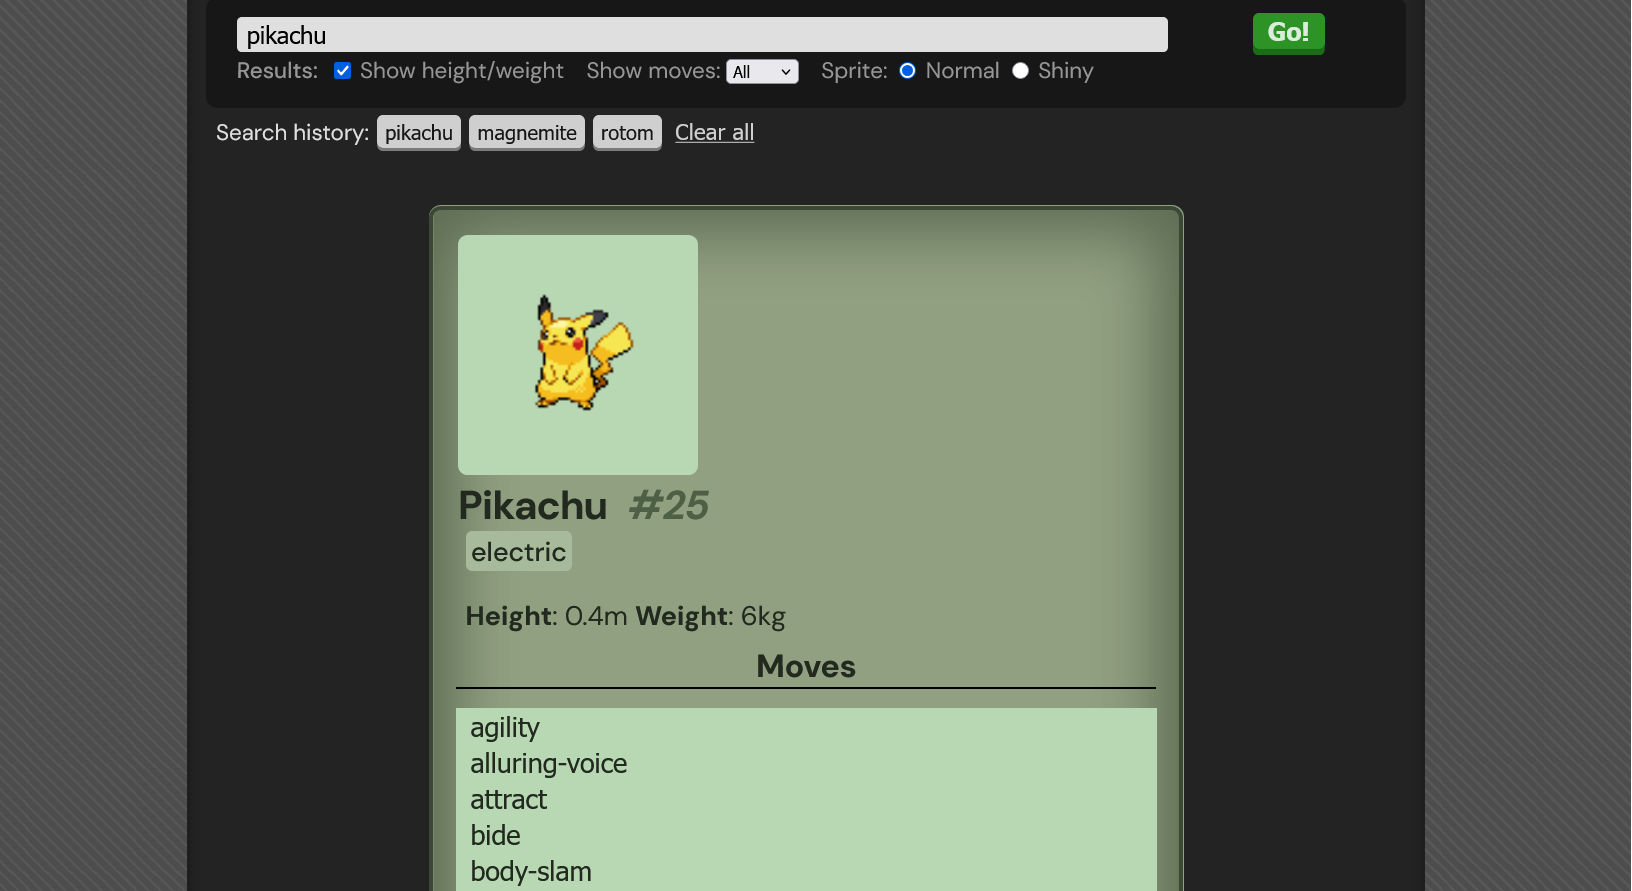 pikachu Go!
Results: Show height/weight Show moves: All Sprite: Normal Shiny
Search history: pikachu magnemite rotom Clear all
Pikachu #25
electric
Height: 0.4m Weight: 6kg
Moves
agility
alluring-voice
attract
bide
body-slam